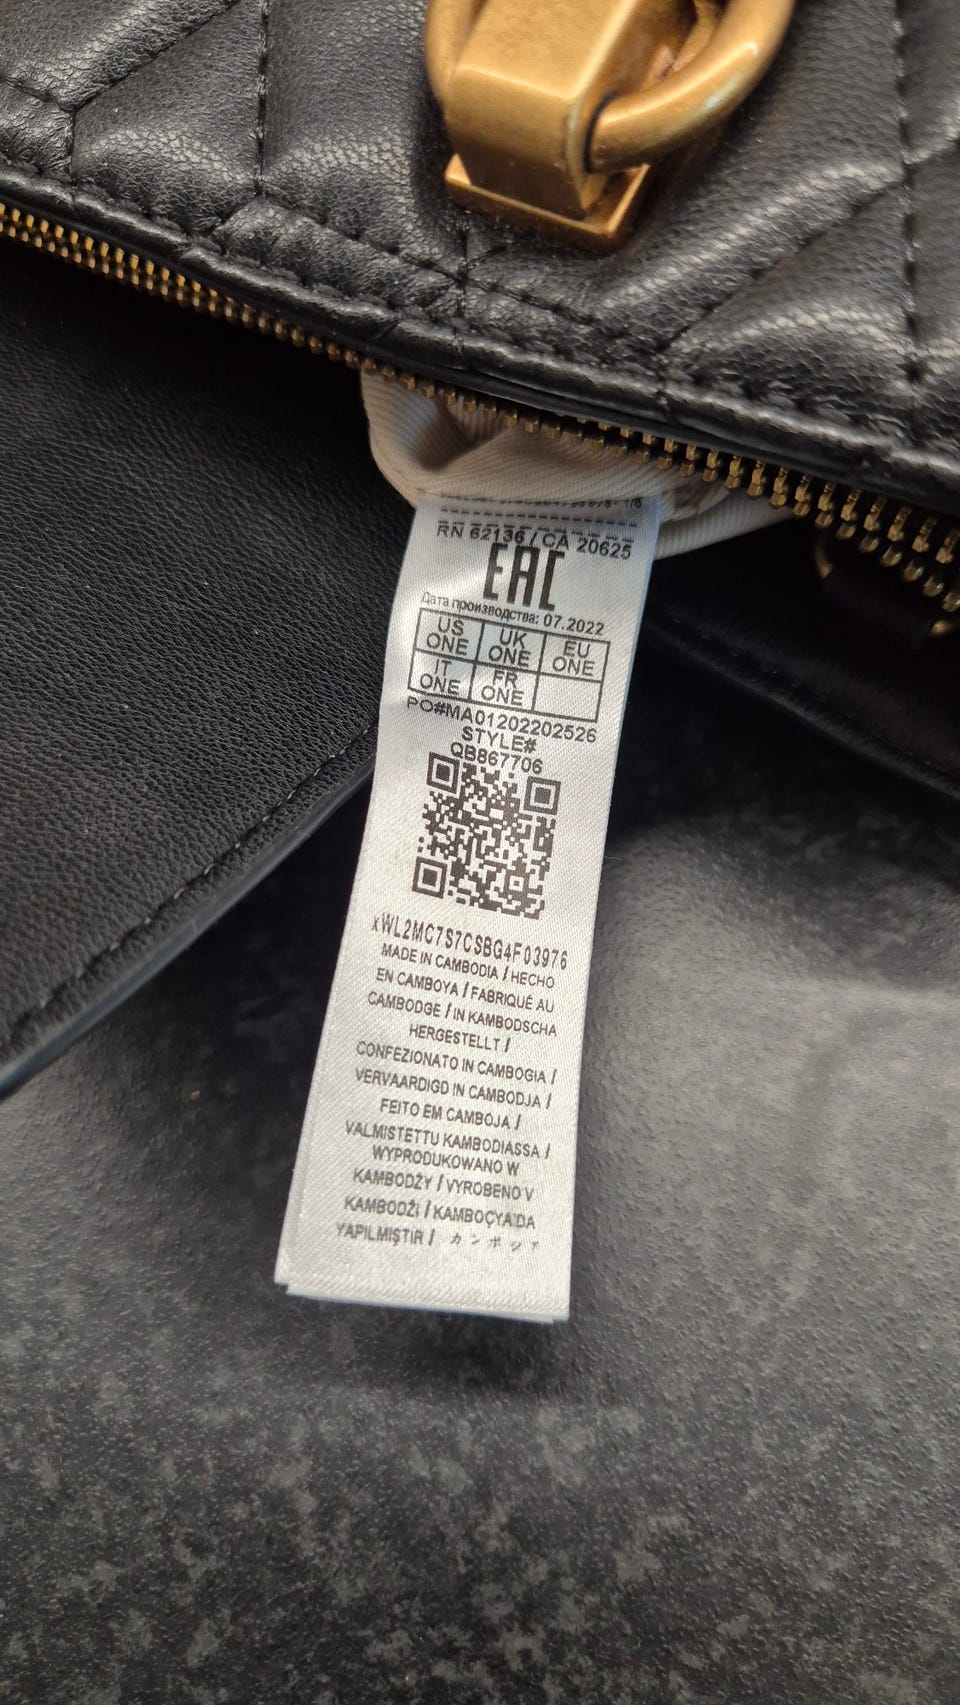 RN 62136 / CA 20625
EAC
Дата производства: 07.2022
US ONE UK ONE EU ONE
IT ONE FR ONE
PO#MA01202202526
STYLE#
QB867706
xWL2MC7S7CSBG4F03976
MADE IN CAMBODIA / HECHO
EN CAMBOYA / FABRIQUÉ AU
CAMBODGE / IN KAMBODSCHA
HERGESTELLT /
CONFEZIONATO IN CAMBOGIA /
VERVAARDIGD IN CAMBODJA /
FEITO EM CAMBOJA /
VALMISTETTU KAMBODIASSA /
WYPRODUKOWANO W
KAMBODŻY / VYROBENO V
KAMBODŽI / KAMBOÇYA'DA
YAPILMIŞTIR / カンボジア